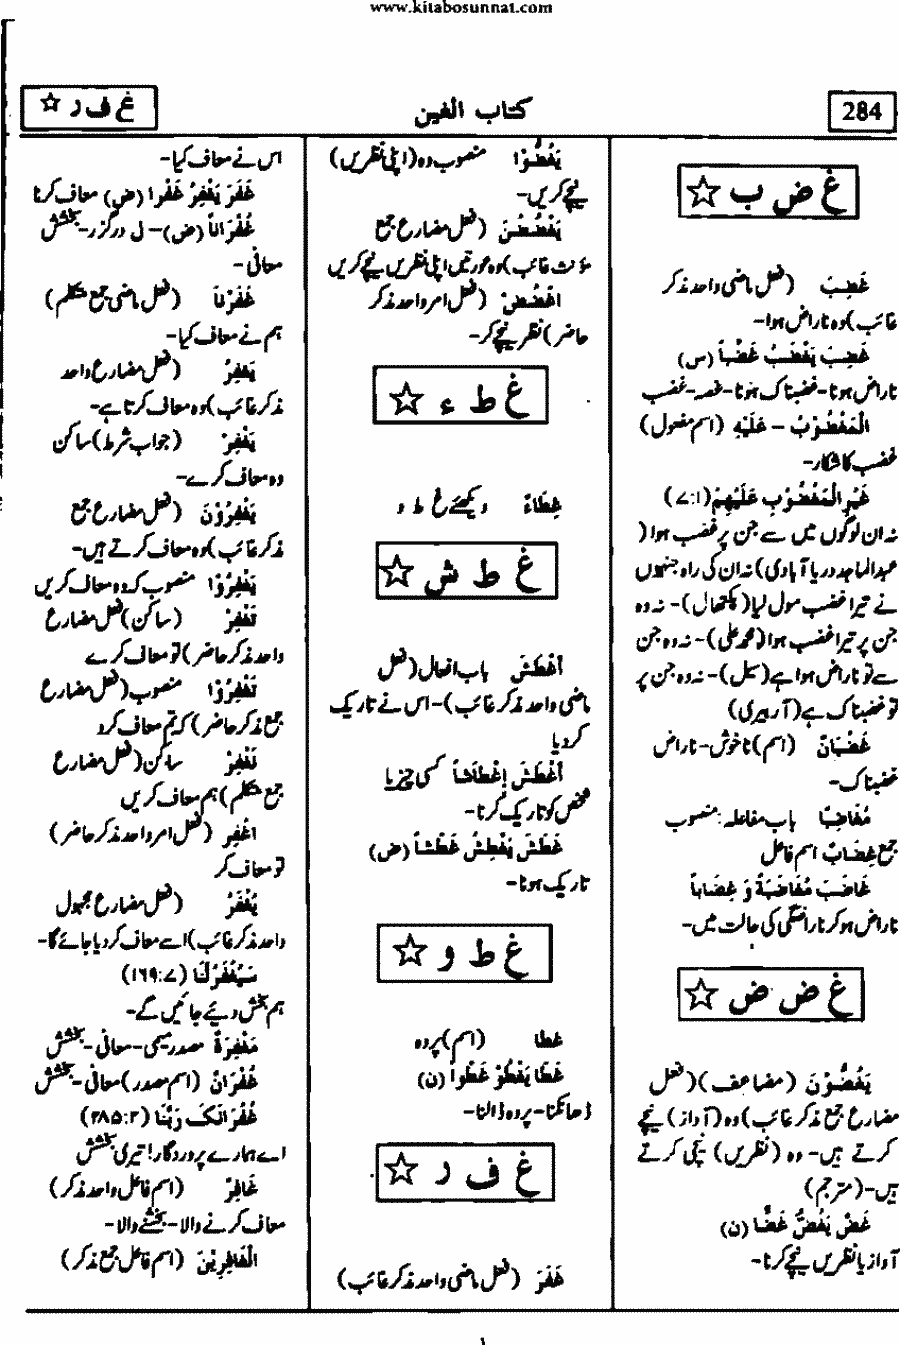 www.kitabosunnat.com
284
کتاب الغین
غ ف ر ☆
غ ض ب ☆
غَضِبَ (فعل ماضی واحد مذکر
غائب) وہ ناراض ہوا۔
غَضِبَ یَغْضَبُ غَضْباً (س)
ناراض ہونا۔غضبناک ہونا۔غصہ۔غضب
الْمَغْضُوْبُ ۔ عَلَیْهِ (اسم مفعول)
غضب کا شکار۔
غَیْرِ الْمَغْضُوْبِ عَلَیْهِمْ (۷:۱)
نہ ان لوگوں میں سے جن پر غضب ہوا (
عبدالماجد دریا آبادی) نہ ان کی راہ جنہوں
نے تیرا غضب مول لیا (پکتھال)۔نہ وہ
جن پر تیرا غضب ہوا (محمد علی)۔نہ وہ جن
سے تو ناراض ہوا ہے (سیل)۔نہ وہ جن پر
تو غضبناک ہے (آربیری)
غَضْبَانٌ (اسم) ناخوش۔ناراض
غضبناک۔
مُغَاضِبًا باب مفاعلہ: منصوب
جمع غِضَابٌ اسم فاعل
غَاضَبَ مُغَاضَبَةً وَ غِضَاباً
ناراض ہو کر ناراضگی کی حالت میں۔
غ ض ض ☆
یَغُضُّوْنَ (مضاعف) (فعل
مضارع جمع مذکر غائب) وہ (آواز) نیچے
کرتے ہیں۔ وہ (نظریں) نیچی کرتے
ہیں۔(مترجم)
غَضَّ یَغُضُّ غَضًّا (ن)
آواز یا نظریں نیچے کرنا۔
یَغُضُّوْا منصوب وہ (اپنی نظریں)
نیچے کریں۔
یَغْضُضْنَ (فعل مضارع جمع
مؤنث غائب) وہ عورتیں اپنی نظریں نیچے کریں
اغْضُضْ (فعل امر واحد مذکر
حاضر) نظر نیچے کر۔
غ ط ء ☆
غِطَاءٌ دیکھئے غ ط و
غ ط ش ☆
أَغْطَشَ باب افعال (فعل
ماضی واحد مذکر غائب)۔اس نے تاریک
کر دیا
أَغْطَشَ إِغْطَاشاً کسی چیز یا
شخص کو تاریک کرنا۔
غَطَشَ یَغْطِشُ غَطْشاً (ض)
تاریک ہونا۔
غ ط و ☆
غطا (اسم) پردہ
غَطَا یَغْطُوْ غَطْواً (ن)
ڈھانکنا۔پردہ ڈالنا۔
غ ف ر ☆
غَفَرَ (فعل ماضی واحد مذکر غائب)
اس نے معاف کیا۔
غَفَرَ یَغْفِرُ غَفْرا (ض) معاف کرنا
غُفْرَاناً (ض)۔ ل درگزر۔بخشش
معافی۔
غَفَرْنَا (فعل ماضی جمع متکلم)
ہم نے معاف کیا۔
یَغْفِرُ (فعل مضارع واحد
مذکر غائب) وہ معاف کرتا ہے۔
یَغْفِرْ (جواب شرط) ساکن
وہ معاف کرے۔
یَغْفِرُوْنَ (فعل مضارع جمع
مذکر غائب) وہ معاف کرتے ہیں۔
یَغْفِرُوْا منصوب کہ وہ معاف کریں
تَغْفِرْ (ساکن) فعل مضارع
واحد مذکر حاضر) تو معاف کرے
تَغْفِرُوْا منصوب (فعل مضارع
جمع مذکر حاضر) کہ تم معاف کرو
نَغْفِرْ ساکن (فعل مضارع
جمع متکلم) ہم معاف کریں
اغْفِر (فعل امر واحد مذکر حاضر)
تو معاف کر
یُغْفَرُ (فعل مضارع مجہول
واحد مذکر غائب) اسے معاف کر دیا جائے گا۔
سَیُغْفَرُلَنَا (۱۶۹:۷)
ہم بخش دیئے جائیں گے۔
مَغْفِرَةٌ مصدر میمی۔معافی۔بخشش
غُفْرَانٌ (اسم مصدر) معافی۔بخشش
غُفْرَانَکَ رَبَّنَا (۲۸۵:۲)
اے ہمارے پروردگار! تیری بخشش
غَافِرٌ (اسم فاعل واحد مذکر)
معاف کرنے والا۔بخشنے والا۔
الْغَافِرِیْنَ (اسم فاعل جمع مذکر)
۱